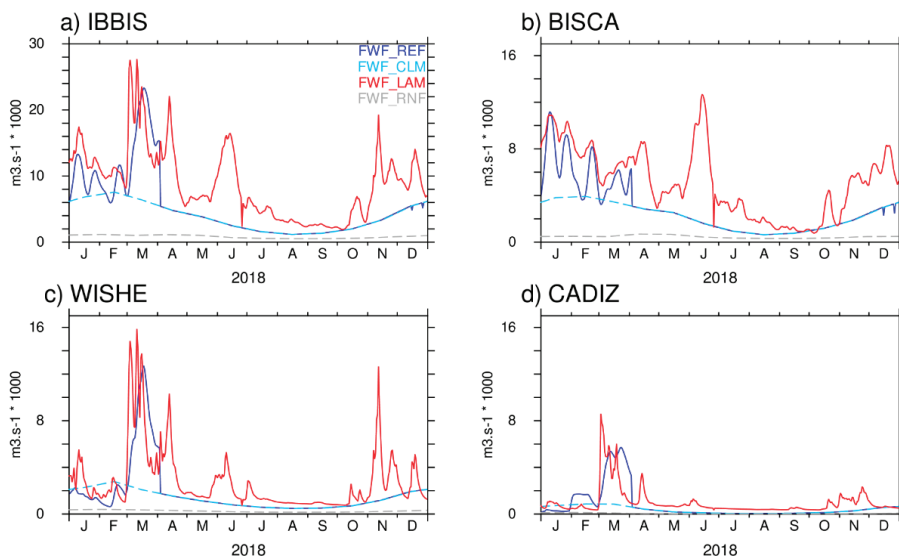 a) IBBIS
30
20
10
0
m3.s-1 * 1000
FWF_REF
FWF_CLM
FWF_LAM
FWF_RNF
J F M A M J J A S O N D
2018
b) BISCA
16
8
0
m3.s-1 * 1000
J F M A M J J A S O N D
2018
c) WISHE
16
8
0
m3.s-1 * 1000
J F M A M J J A S O N D
2018
d) CADIZ
16
8
0
m3.s-1 * 1000
J F M A M J J A S O N D
2018